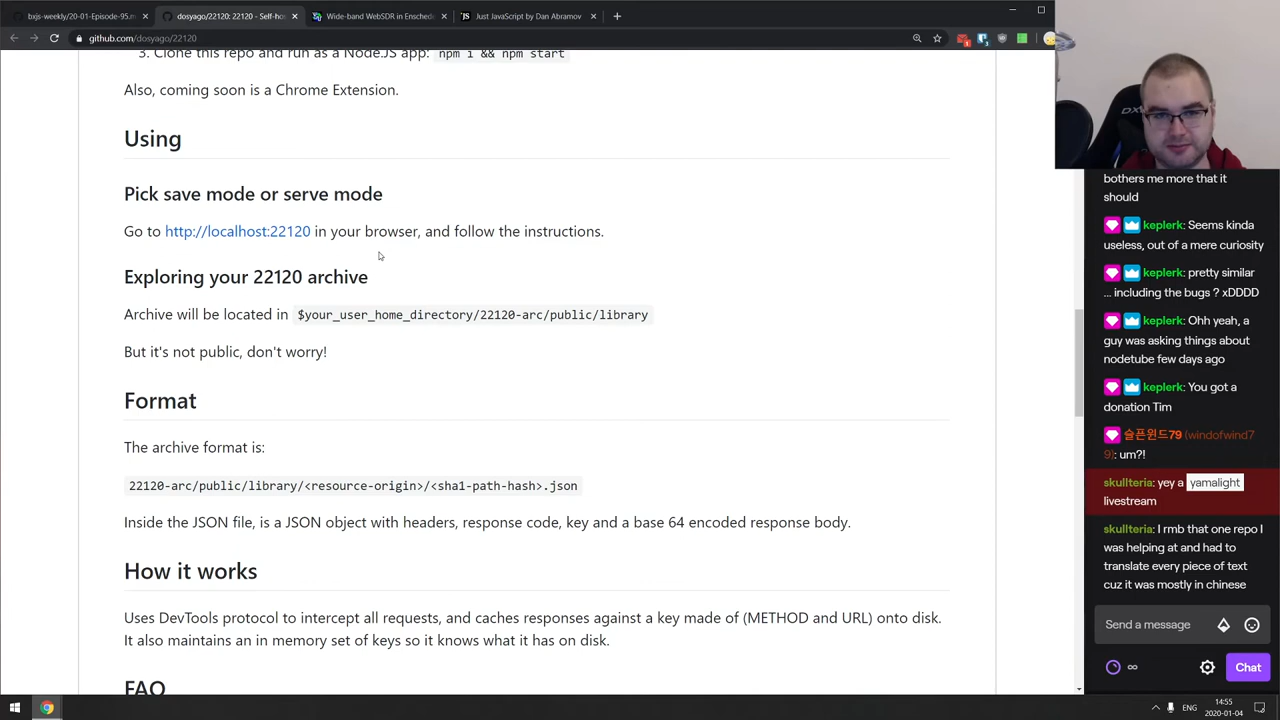 bxjs-weekly/20-01-Episode-95.m
dosyago/22120: 22120 - Self-ho
Wide-band WebSDR in Ensched
Just JavaScript by Dan Abramov
github.com/dosyago/22120
3. Clone this repo and run as a Node.JS app: npm i && npm start
Also, coming soon is a Chrome Extension.
Using
Pick save mode or serve mode
Go to http://localhost:22120 in your browser, and follow the instructions.
Exploring your 22120 archive
Archive will be located in $your_user_home_directory/22120-arc/public/library
But it's not public, don't worry!
Format
The archive format is:
22120-arc/public/library/<resource-origin>/<sha1-path-hash>.json
Inside the JSON file, is a JSON object with headers, response code, key and a base 64 encoded response body.
How it works
Uses DevTools protocol to intercept all requests, and caches responses against a key made of (METHOD and URL) onto disk.
It also maintains an in memory set of keys so it knows what it has on disk.
FAQ
DX
bothers me more that it
should
keplerk: Seems kinda
useless, out of a mere curiosity
keplerk: pretty similar
... including the bugs ? xDDDD
keplerk: Ohh yeah, a
guy was asking things about
nodetube few days ago
keplerk: You got a
donation Tim
슬픈윈드79 (windofwind7
9): um?!
skullteria: yey a yamalight
livestream
skullteria: I rmb that one repo I
was helping at and had to
translate every piece of text
cuz it was mostly in chinese
Send a message
∞
Chat
ENG
14:55
2020-01-04